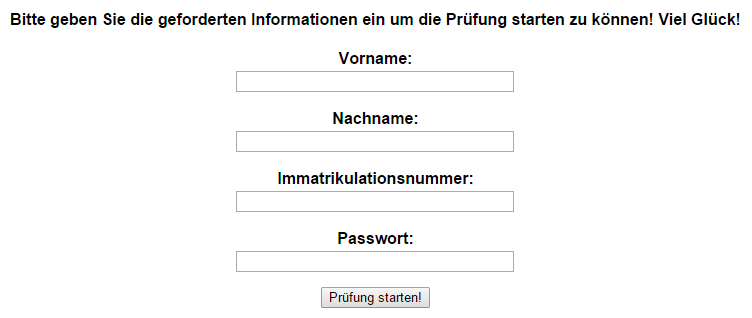 Bitte geben Sie die geforderten Informationen ein um die Prüfung starten zu können! Viel Glück!
Vorname:
Nachname:
Immatrikulationsnummer:
Passwort:
Prüfung starten!